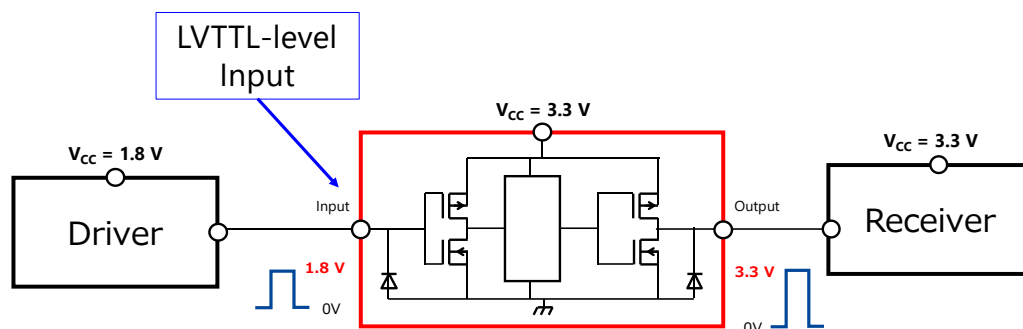 LVTTL-level
Input
VCC = 3.3 V
VCC = 1.8 V
VCC = 3.3 V
Driver
Input
Output
Receiver
1.8 V
0V
3.3 V
0V